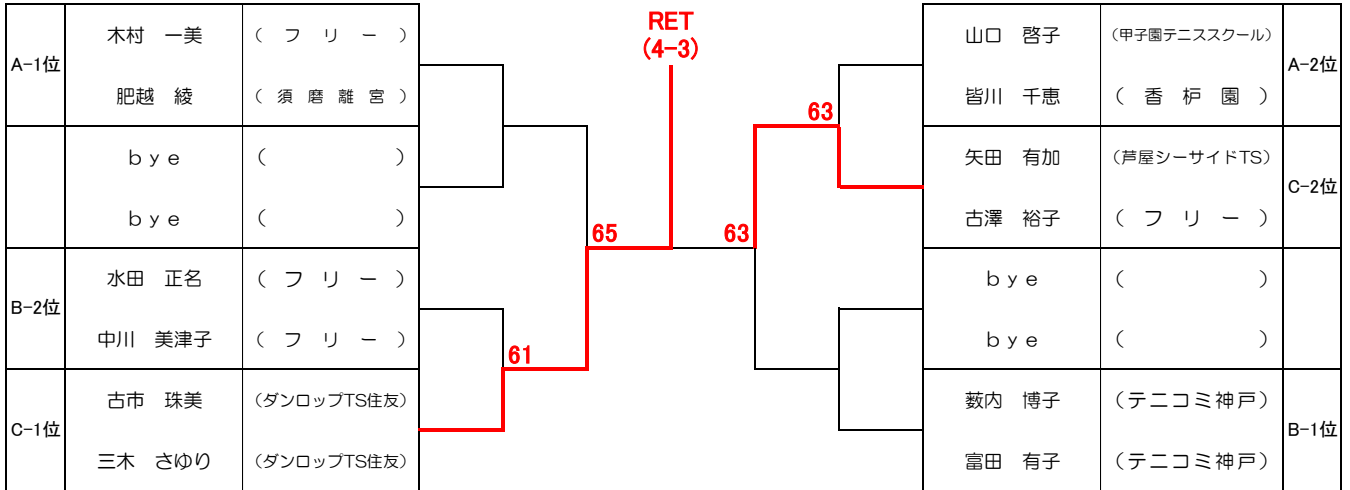 A-1位 木村 一美 (フリー)
肥越 綾 (須磨離宮)
bye ( )
bye ( )
B-2位 水田 正名 (フリー)
中川 美津子 (フリー)
C-1位 古市 珠美 (ダンロップTS住友)
三木 さゆり (ダンロップTS住友)
61
65
RET
(4-3)
63
63
山口 啓子 (甲子園テニススクール) A-2位
皆川 千恵 (香枦園)
矢田 有加 (芦屋シーサイドTS) C-2位
古澤 裕子 (フリー)
bye ( )
bye ( )
薮内 博子 (テニコミ神戸) B-1位
富田 有子 (テニコミ神戸)